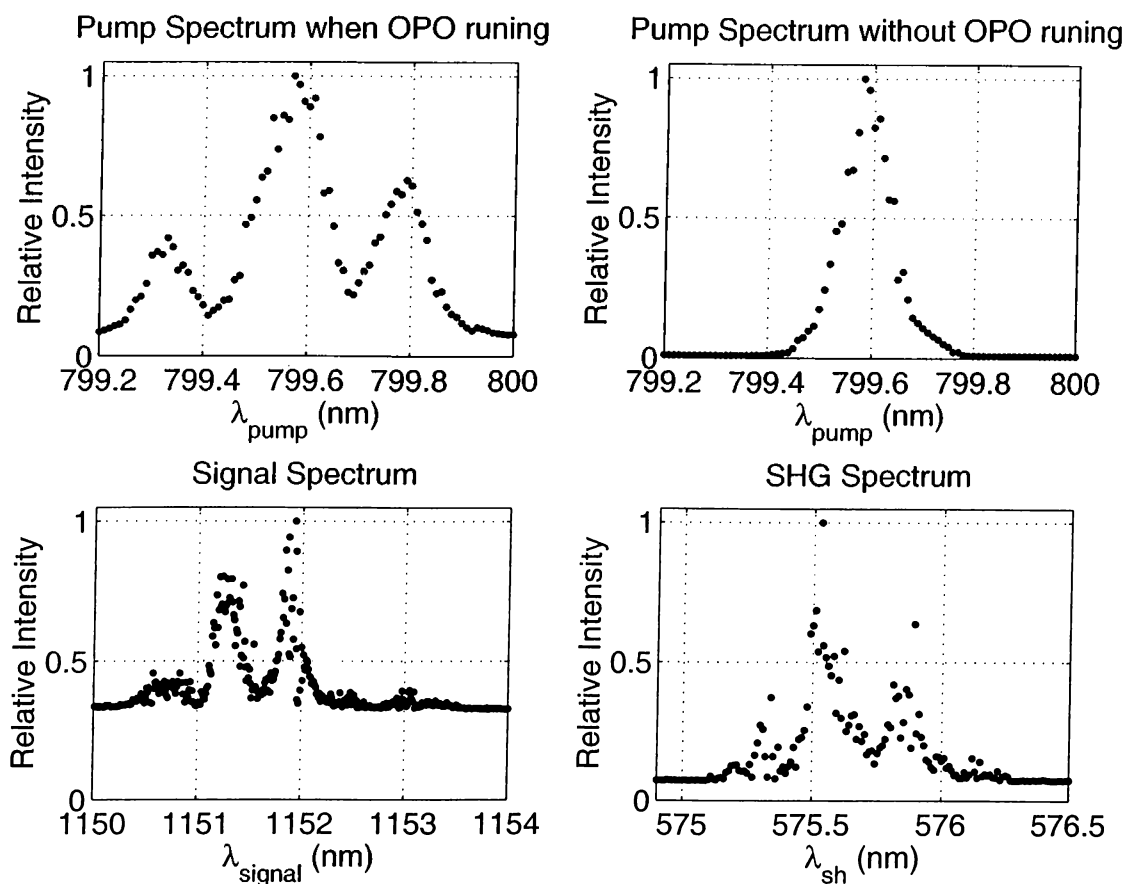 Pump Spectrum when OPO runing
Relative Intensity
1
0.5
0
799.2 799.4 799.6 799.8 800
λpump (nm)
Pump Spectrum without OPO runing
Relative Intensity
1
0.5
0
799.2 799.4 799.6 799.8 800
λpump (nm)
Signal Spectrum
Relative Intensity
1
0.5
0
1150 1151 1152 1153 1154
λsignal (nm)
SHG Spectrum
Relative Intensity
1
0.5
0
575 575.5 576 576.5
λsh (nm)